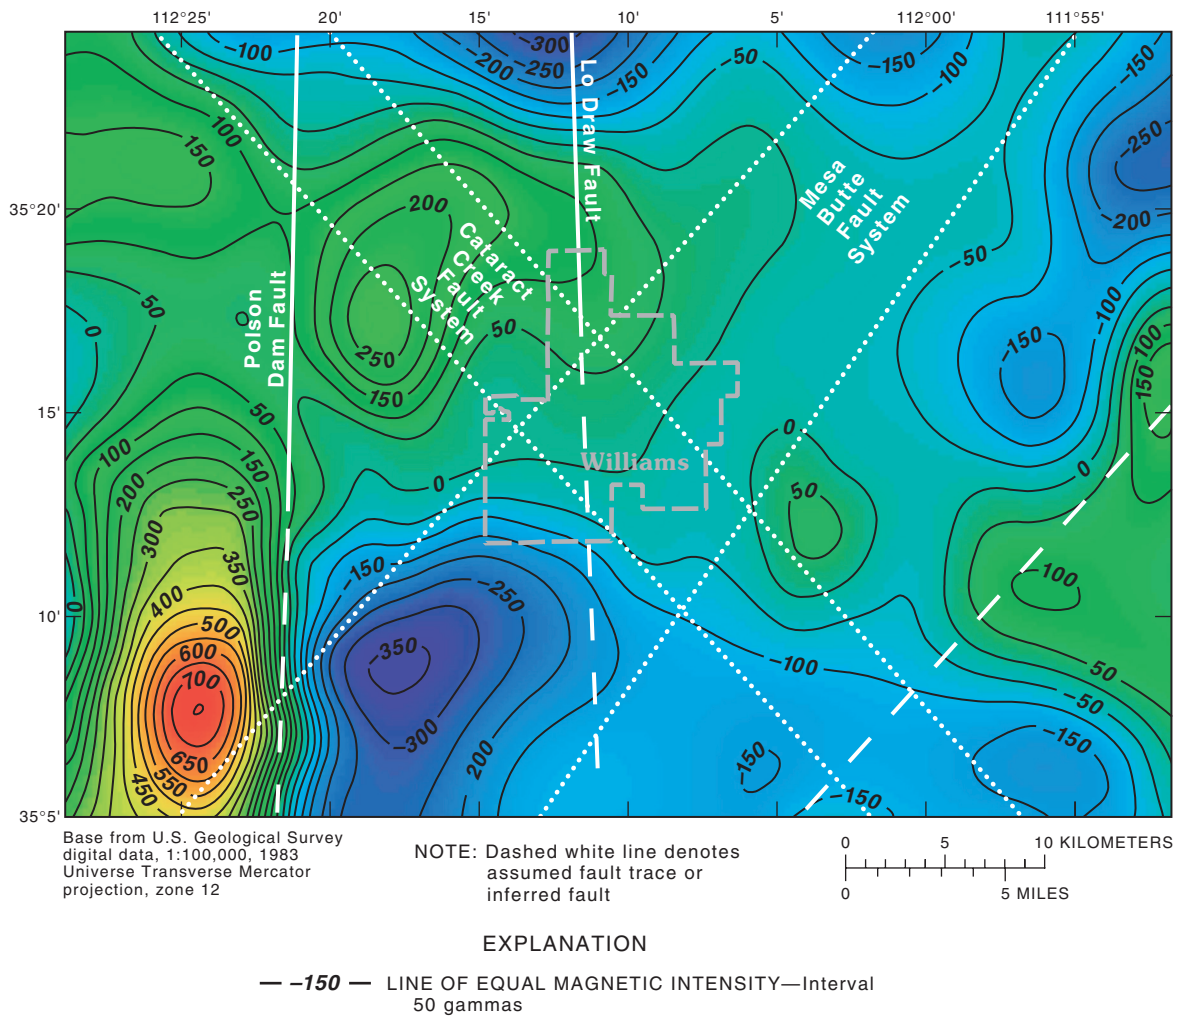 112°25' 20' 15' 10' 5' 112°00' 111°55'
35°20'
15'
10'
35°5'
–100
–300
–200
–250
–150
–50
–150
–100
–150
–250
–200
100
150
200
250
150
50
0
50
–50
–100
–150
100
150
Lo Draw Fault
Mesa
Butte
Fault
System
Cataract
Creek
Fault
System
Polson
Dam Fault
Williams
0
50
0
0
50
100
200
150
250
300
350
400
500
600
700
650
550
450
0
–150
–250
–350
–300
200
–100
–150
–150
100
50
–50
–150
Base from U.S. Geological Survey
digital data, 1:100,000, 1983
Universe Transverse Mercator
projection, zone 12
NOTE: Dashed white line denotes
assumed fault trace or
inferred fault
0 5 10 KILOMETERS
0 5 MILES
EXPLANATION
–150 LINE OF EQUAL MAGNETIC INTENSITY—Interval
50 gammas